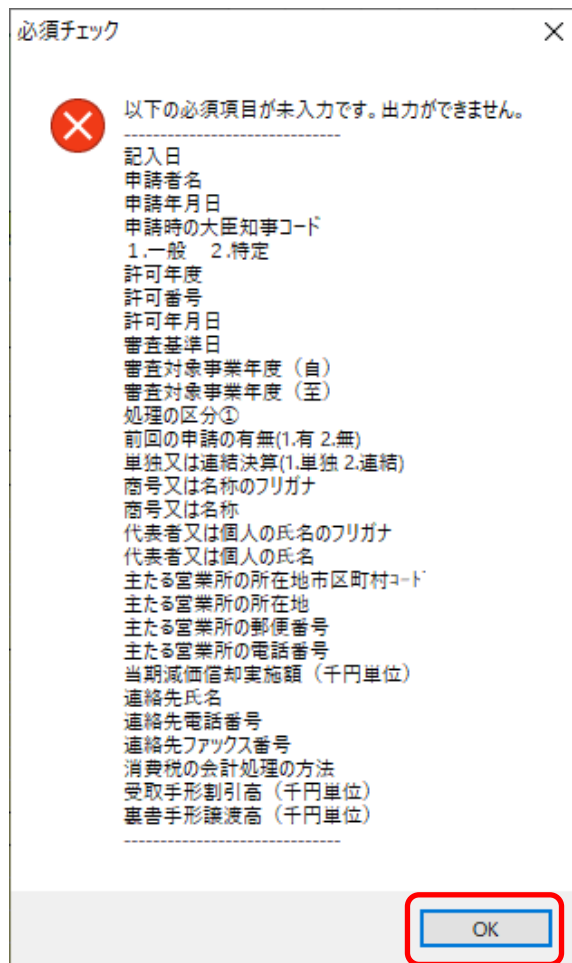 必須チェック
以下の必須項目が未入力です。出力ができません。
------------------------------
記入日
申請者名
申請年月日
申請時の大臣知事コード
１.一般　２.特定
許可年度
許可番号
許可年月日
審査基準日
審査対象事業年度（自）
審査対象事業年度（至）
処理の区分①
前回の申請の有無(1.有 2.無)
単独又は連結決算(1.単独 2.連結)
商号又は名称のフリガナ
商号又は名称
代表者又は個人の氏名のフリガナ
代表者又は個人の氏名
主たる営業所の所在地市区町村ｺｰﾄﾞ
主たる営業所の所在地
主たる営業所の郵便番号
主たる営業所の電話番号
当期減価償却実施額（千円単位）
連絡先氏名
連絡先電話番号
連絡先ファックス番号
消費税の会計処理の方法
受取手形割引高（千円単位）
裏書手形譲渡高（千円単位）
------------------------------
OK